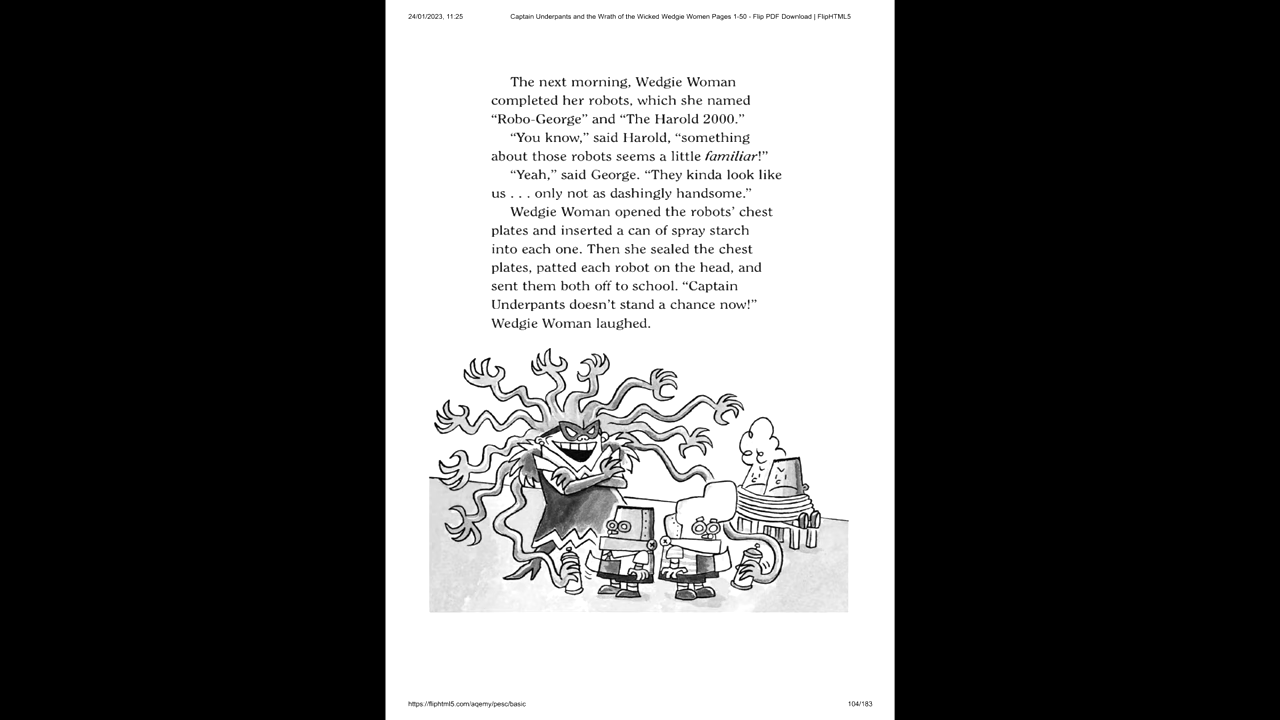 24/01/2023, 11:25 Captain Underpants and the Wrath of the Wicked Wedgie Women Pages 1-50 - Flip PDF Download | FlipHTML5
The next morning, Wedgie Woman
completed her robots, which she named
“Robo-George” and “The Harold 2000.”
“You know,” said Harold, “something
about those robots seems a little familiar!”
“Yeah,” said George. “They kinda look like
us . . . only not as dashingly handsome.”
Wedgie Woman opened the robots’ chest
plates and inserted a can of spray starch
into each one. Then she sealed the chest
plates, patted each robot on the head, and
sent them both off to school. “Captain
Underpants doesn’t stand a chance now!”
Wedgie Woman laughed.
https://fliphtml5.com/aqemy/pesc/basic 104/183